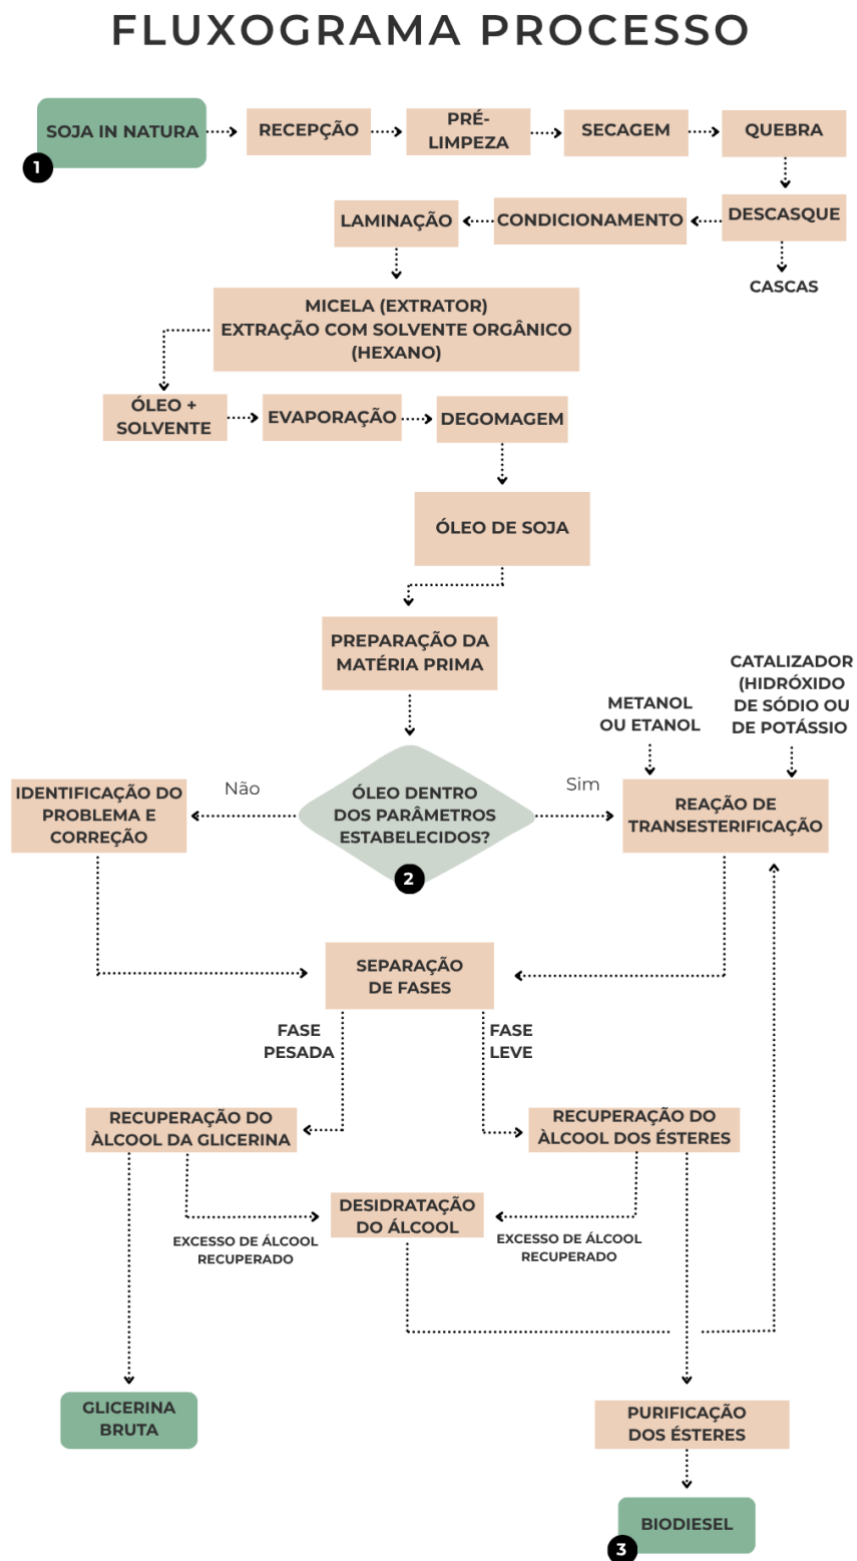 FLUXOGRAMA PROCESSO
SOJA IN NATURA
1
RECEPÇÃO
PRÉ-
LIMPEZA
SECAGEM
QUEBRA
LAMINAÇÃO
CONDICIONAMENTO
DESCASQUE
CASCAS
MICELA (EXTRATOR)
EXTRAÇÃO COM SOLVENTE ORGÂNICO
(HEXANO)
ÓLEO +
SOLVENTE
EVAPORAÇÃO
DEGOMAGEM
ÓLEO DE SOJA
PREPARAÇÃO DA
MATÉRIA PRIMA
METANOL
OU ETANOL
CATALIZADOR
(HIDRÓXIDO
DE SÓDIO OU
DE POTÁSSIO
IDENTIFICAÇÃO DO
PROBLEMA E
CORREÇÃO
Não
ÓLEO DENTRO
DOS PARÂMETROS
ESTABELECIDOS?
2
Sim
REAÇÃO DE
TRANSESTERIFICAÇÃO
SEPARAÇÃO
DE FASES
FASE
PESADA
FASE
LEVE
RECUPERAÇÃO DO
ÀLCOOL DA GLICERINA
RECUPERAÇÃO DO
ÀLCOOL DOS ÉSTERES
DESIDRATAÇÃO
DO ÁLCOOL
EXCESSO DE ÁLCOOL
RECUPERADO
EXCESSO DE ÁLCOOL
RECUPERADO
GLICERINA
BRUTA
PURIFICAÇÃO
DOS ÉSTERES
BIODIESEL
3